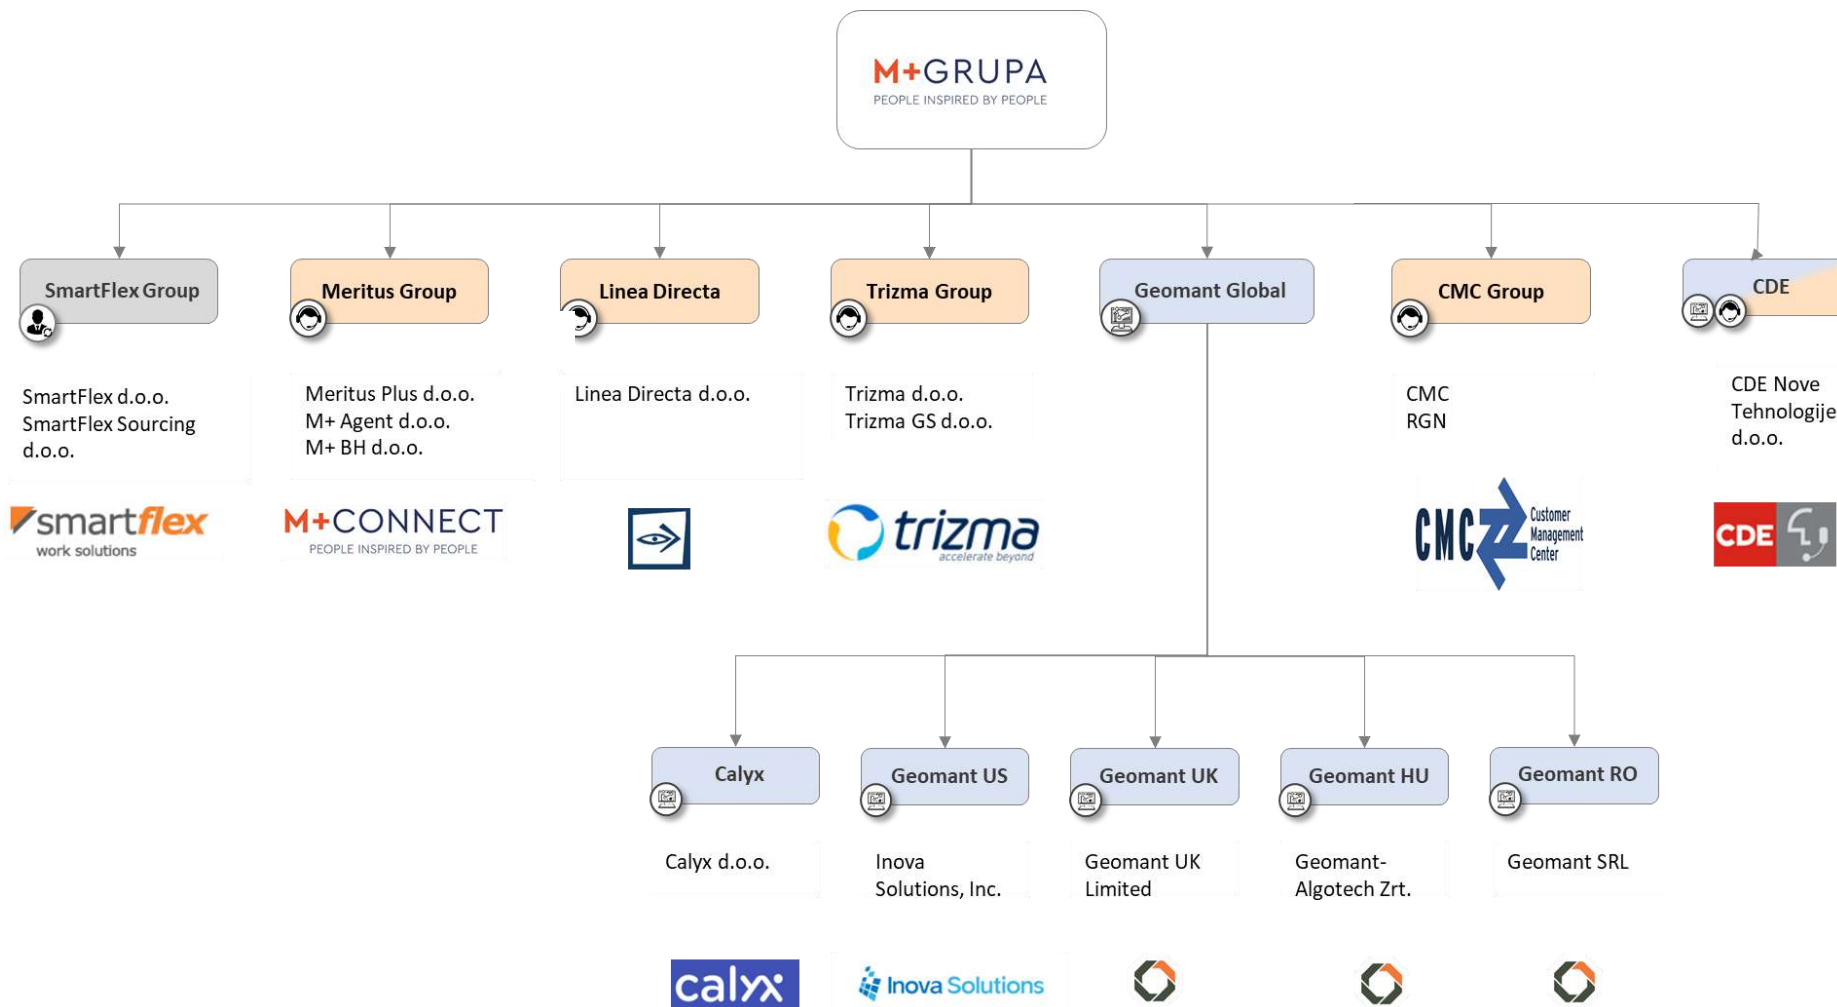 M+GRUPA
PEOPLE INSPIRED BY PEOPLE
SmartFlex Group
Meritus Group
Linea Directa
Trizma Group
Geomant Global
CMC Group
CDE
SmartFlex d.o.o.
SmartFlex Sourcing
d.o.o.
Meritus Plus d.o.o.
M+ Agent d.o.o.
M+ BH d.o.o.
Linea Directa d.o.o.
Trizma d.o.o.
Trizma GS d.o.o.
CMC
RGN
CDE Nove
Tehnologije
d.o.o.
smartflex
work solutions
M+CONNECT
PEOPLE INSPIRED BY PEOPLE
trizma
accelerate beyond
CMC
Customer
Management
Center
CDE
Calyx
Geomant US
Geomant UK
Geomant HU
Geomant RO
Calyx d.o.o.
Inova
Solutions, Inc.
Geomant UK
Limited
Geomant-
Algotech Zrt.
Geomant SRL
calyx
Inova Solutions